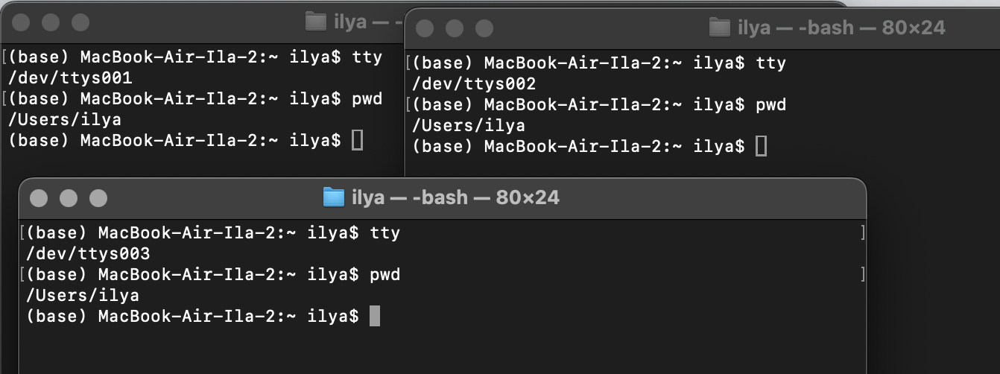 ilya — -
[(base) MacBook-Air-Ila-2:~ ilya$ tty
/dev/ttys001
[(base) MacBook-Air-Ila-2:~ ilya$ pwd
/Users/ilya
(base) MacBook-Air-Ila-2:~ ilya$
ilya — -bash — 80×24
[(base) MacBook-Air-Ila-2:~ ilya$ tty
/dev/ttys002
[(base) MacBook-Air-Ila-2:~ ilya$ pwd
/Users/ilya
(base) MacBook-Air-Ila-2:~ ilya$
ilya — -bash — 80×24
[(base) MacBook-Air-Ila-2:~ ilya$ tty ]
/dev/ttys003
[(base) MacBook-Air-Ila-2:~ ilya$ pwd ]
/Users/ilya
(base) MacBook-Air-Ila-2:~ ilya$